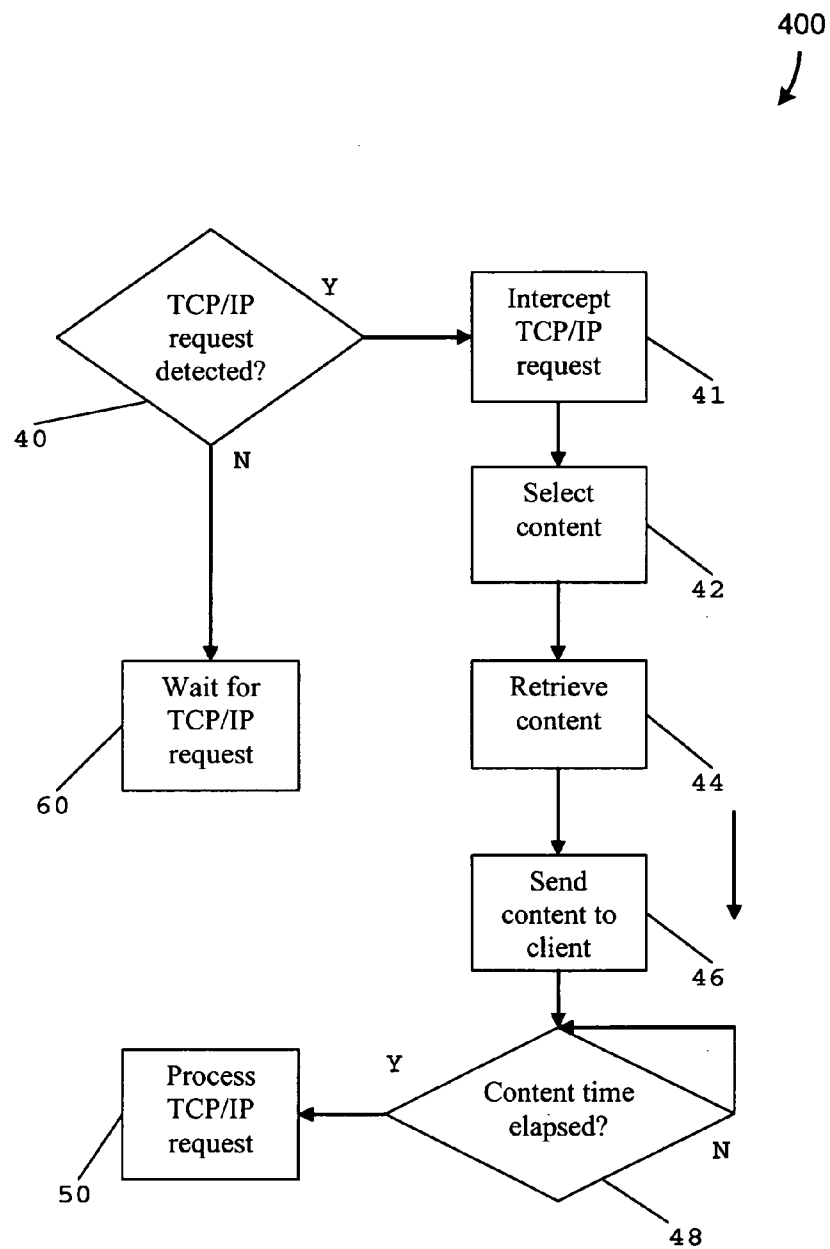 400
TCP/IP
request
detected?
Y
40
N
Intercept
TCP/IP
request
41
Select
content
42
Wait for
TCP/IP
request
60
Retrieve
content
44
Send
content to
client
46
Content time
elapsed?
Y
N
48
Process
TCP/IP
request
50